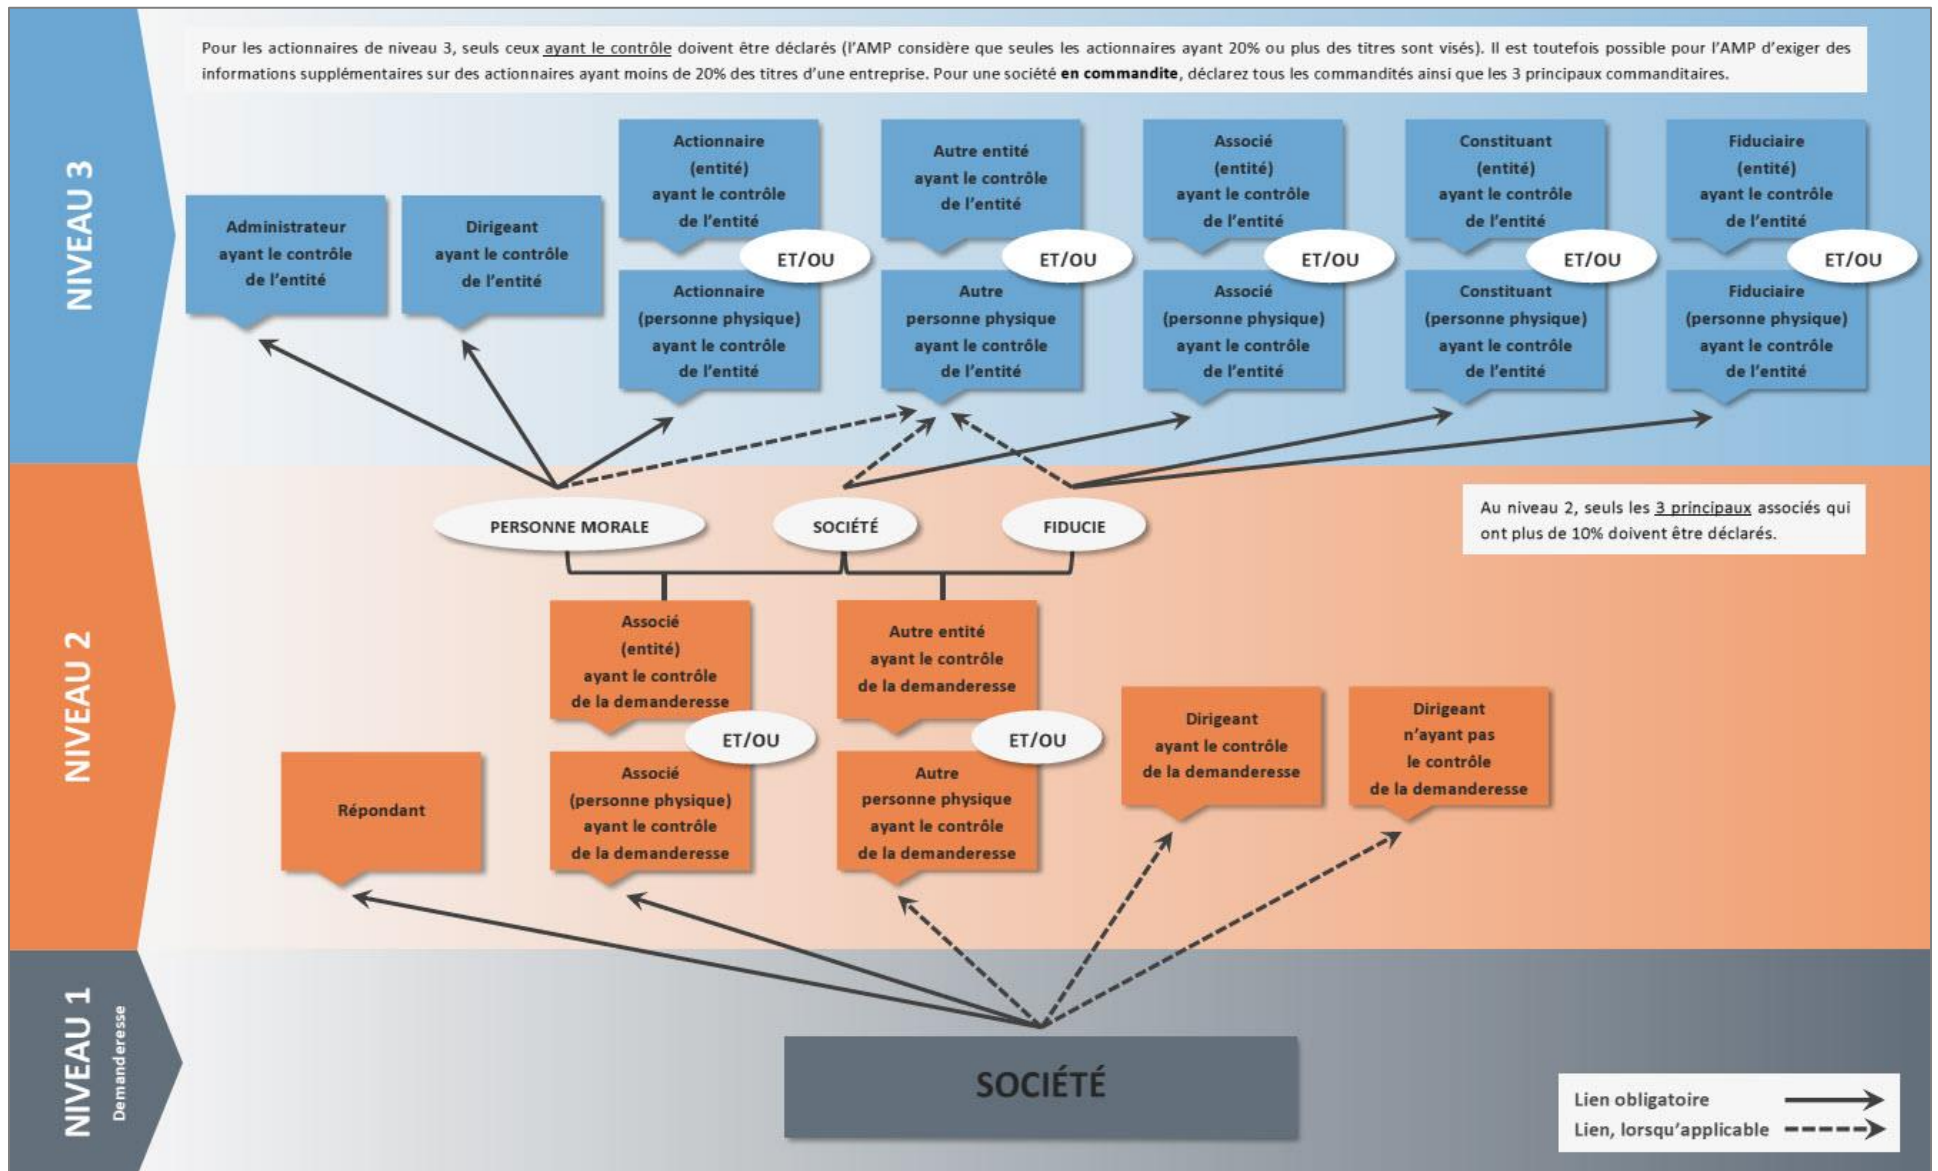 NIVEAU 3
Pour les actionnaires de niveau 3, seuls ceux ayant le contrôle doivent être déclarés (l'AMP considère que seules les actionnaires ayant 20% ou plus des titres sont visés). Il est toutefois possible pour l'AMP d'exiger des
informations supplémentaires sur des actionnaires ayant moins de 20% des titres d'une entreprise. Pour une société en commandite, déclarez tous les commandités ainsi que les 3 principaux commanditaires.
Administrateur
ayant le contrôle
de l'entité
Dirigeant
ayant le contrôle
de l'entité
Actionnaire
(entité)
ayant le contrôle
de l'entité
ET/OU
Actionnaire
(personne physique)
ayant le contrôle
de l'entité
Autre entité
ayant le contrôle
de l'entité
ET/OU
Autre
personne physique
ayant le contrôle
de l'entité
Associé
(entité)
ayant le contrôle
de l'entité
ET/OU
Associé
(personne physique)
ayant le contrôle
de l'entité
Constituant
(entité)
ayant le contrôle
de l'entité
ET/OU
Constituant
(personne physique)
ayant le contrôle
de l'entité
Fiduciaire
(entité)
ayant le contrôle
de l'entité
ET/OU
Fiduciaire
(personne physique)
ayant le contrôle
de l'entité
NIVEAU 2
PERSONNE MORALE
SOCIÉTÉ
FIDUCIE
Au niveau 2, seuls les 3 principaux associés qui
ont plus de 10% doivent être déclarés.
Répondant
Associé
(entité)
ayant le contrôle
de la demanderesse
ET/OU
Associé
(personne physique)
ayant le contrôle
de la demanderesse
Autre entité
ayant le contrôle
de la demanderesse
ET/OU
Autre
personne physique
ayant le contrôle
de la demanderesse
Dirigeant
ayant le contrôle
de la demanderesse
Dirigeant
n'ayant pas
le contrôle
de la demanderesse
NIVEAU 1
Demanderesse
SOCIÉTÉ
Lien obligatoire
Lien, lorsqu'applicable